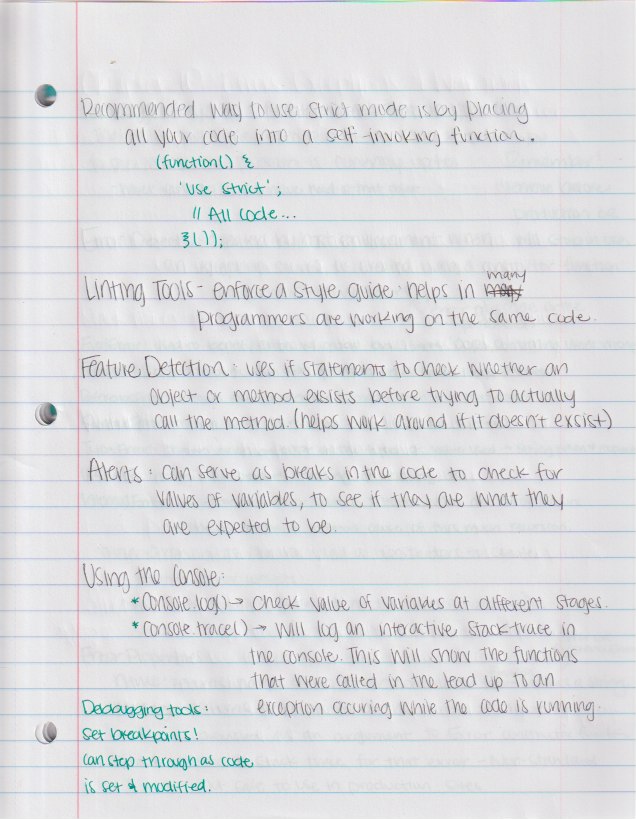 Recommended way to use strict mode is by placing
all your code into a self-invoking function.
(function() {
'use strict';
// All code...
}());
Linting Tools - enforce a style guide. helps in many
programmers are working on the same code.
Feature Detection: uses if statements to check whether an
object or method exsists before trying to actually
call the method. (helps work around if it doesn't exsist)
Alerts: can serve as breaks in the code to check for
values of variables, to see if they are what they
are expected to be.
Using the Console:
*Console.log() → check value of variables at different stages.
*console.trace() → will log an interactive stack-trace in
the console. This will show the functions
that were called in the lead up to an
exception occuring while the code is running.
Debugging tools:
set breakpoints!
can step through as code
is set & modified.